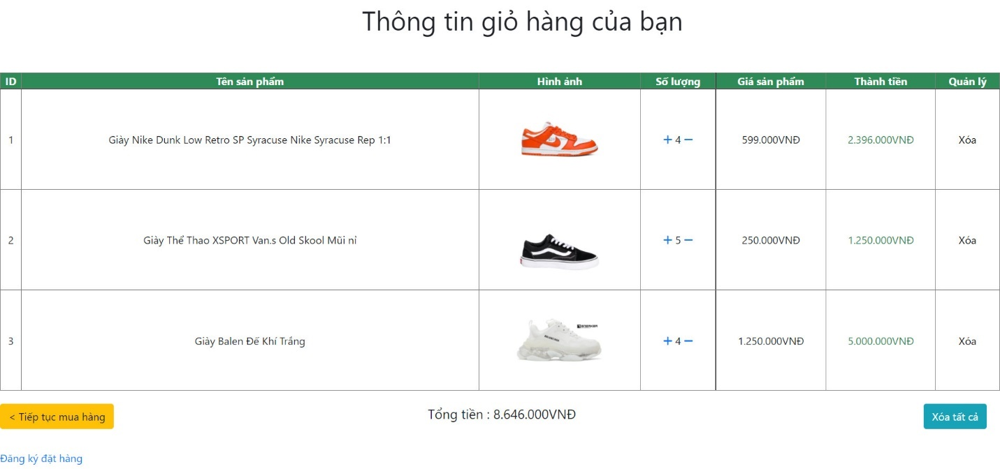 Thông tin giỏ hàng của bạn
ID Tên sản phẩm Hình ảnh Số lượng Giá sản phẩm Thành tiền Quản lý
1 Giày Nike Dunk Low Retro SP Syracuse Nike Syracuse Rep 1:1 + 4 − 599.000VNĐ 2.396.000VNĐ Xóa
2 Giày Thể Thao XSPORT Van.s Old Skool Mũi nỉ + 5 − 250.000VNĐ 1.250.000VNĐ Xóa
3 Giày Balen Đế Khí Trắng + 4 − 1.250.000VNĐ 5.000.000VNĐ Xóa
< Tiếp tục mua hàng Tổng tiền : 8.646.000VNĐ Xóa tất cả
Đăng ký đặt hàng